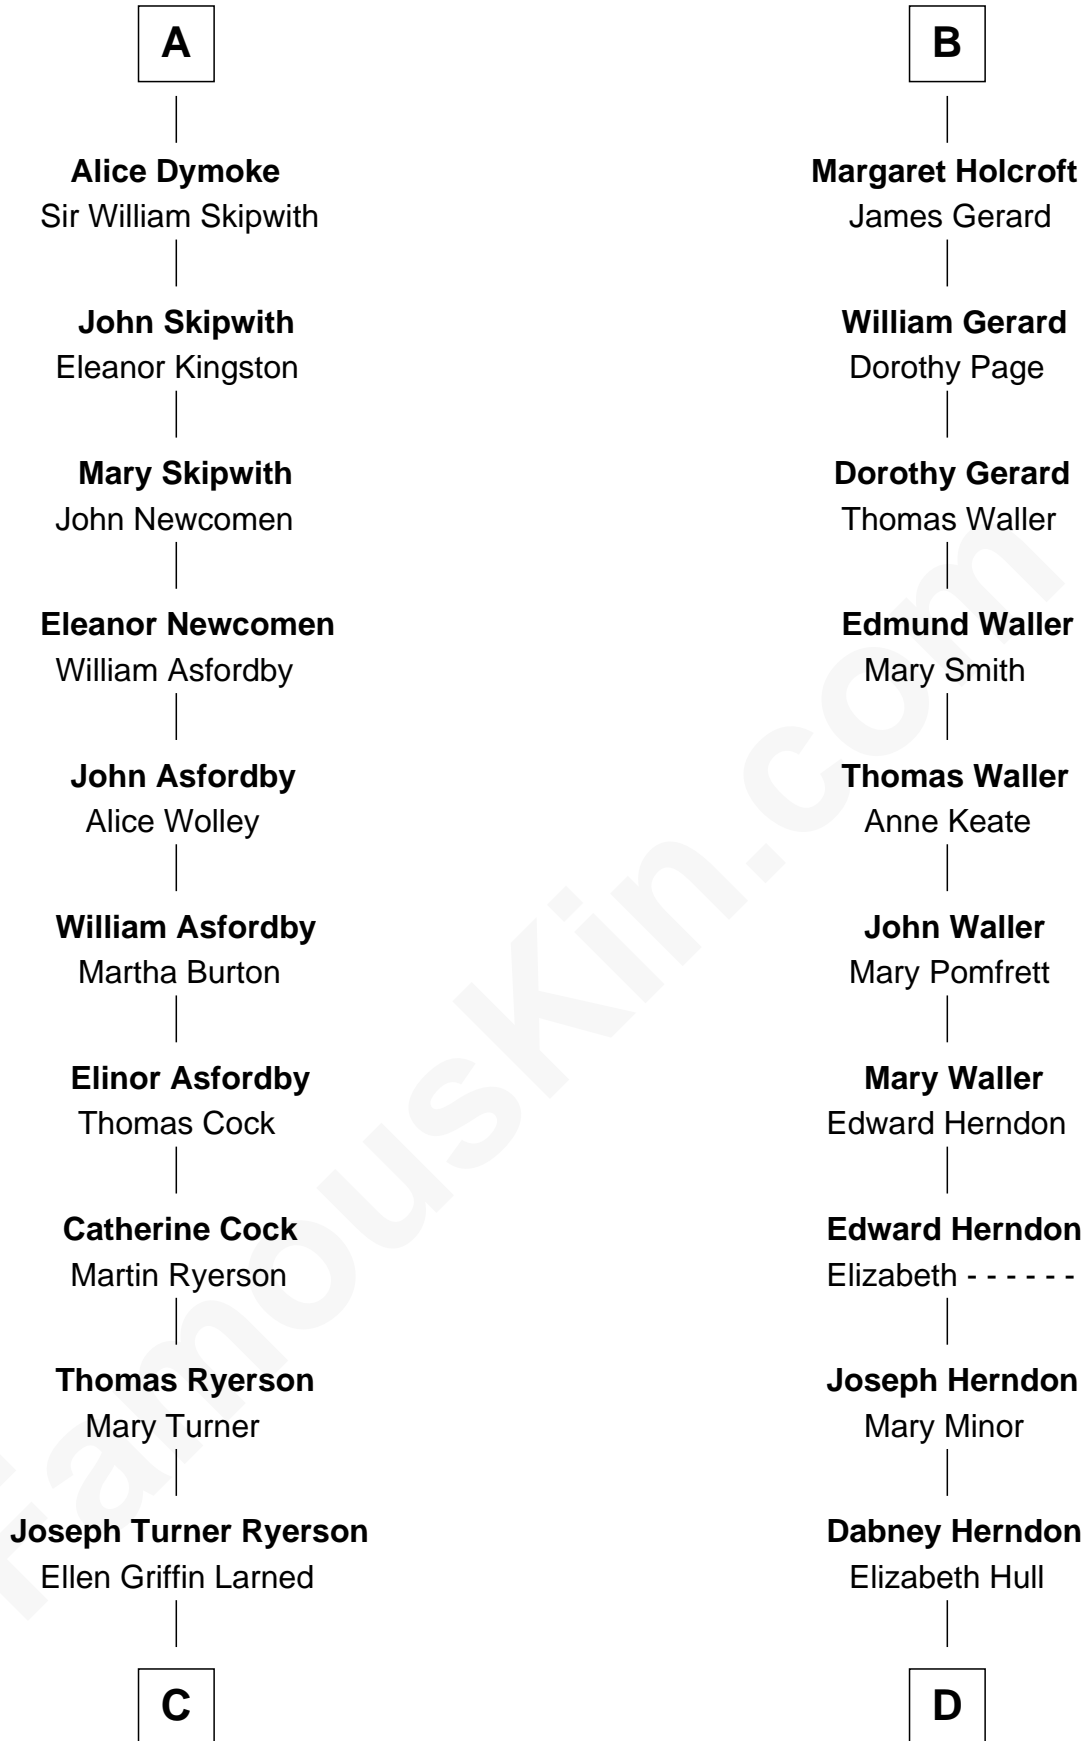 A
Alice Dymoke
Sir William Skipwith
John Skipwith
Eleanor Kingston
Mary Skipwith
John Newcomen
Eleanor Newcomen
William Asfordby
John Asfordby
Alice Wolley
William Asfordby
Martha Burton
Elinor Asfordby
Thomas Cock
Catherine Cock
Martin Ryerson
Thomas Ryerson
Mary Turner
Joseph Turner Ryerson
Ellen Griffin Larned
C
B
Margaret Holcroft
James Gerard
William Gerard
Dorothy Page
Dorothy Gerard
Thomas Waller
Edmund Waller
Mary Smith
Thomas Waller
Anne Keate
John Waller
Mary Pomfrett
Mary Waller
Edward Herndon
Edward Herndon
Elizabeth - - - - - -
Joseph Herndon
Mary Minor
Dabney Herndon
Elizabeth Hull
D
FamousKin.com